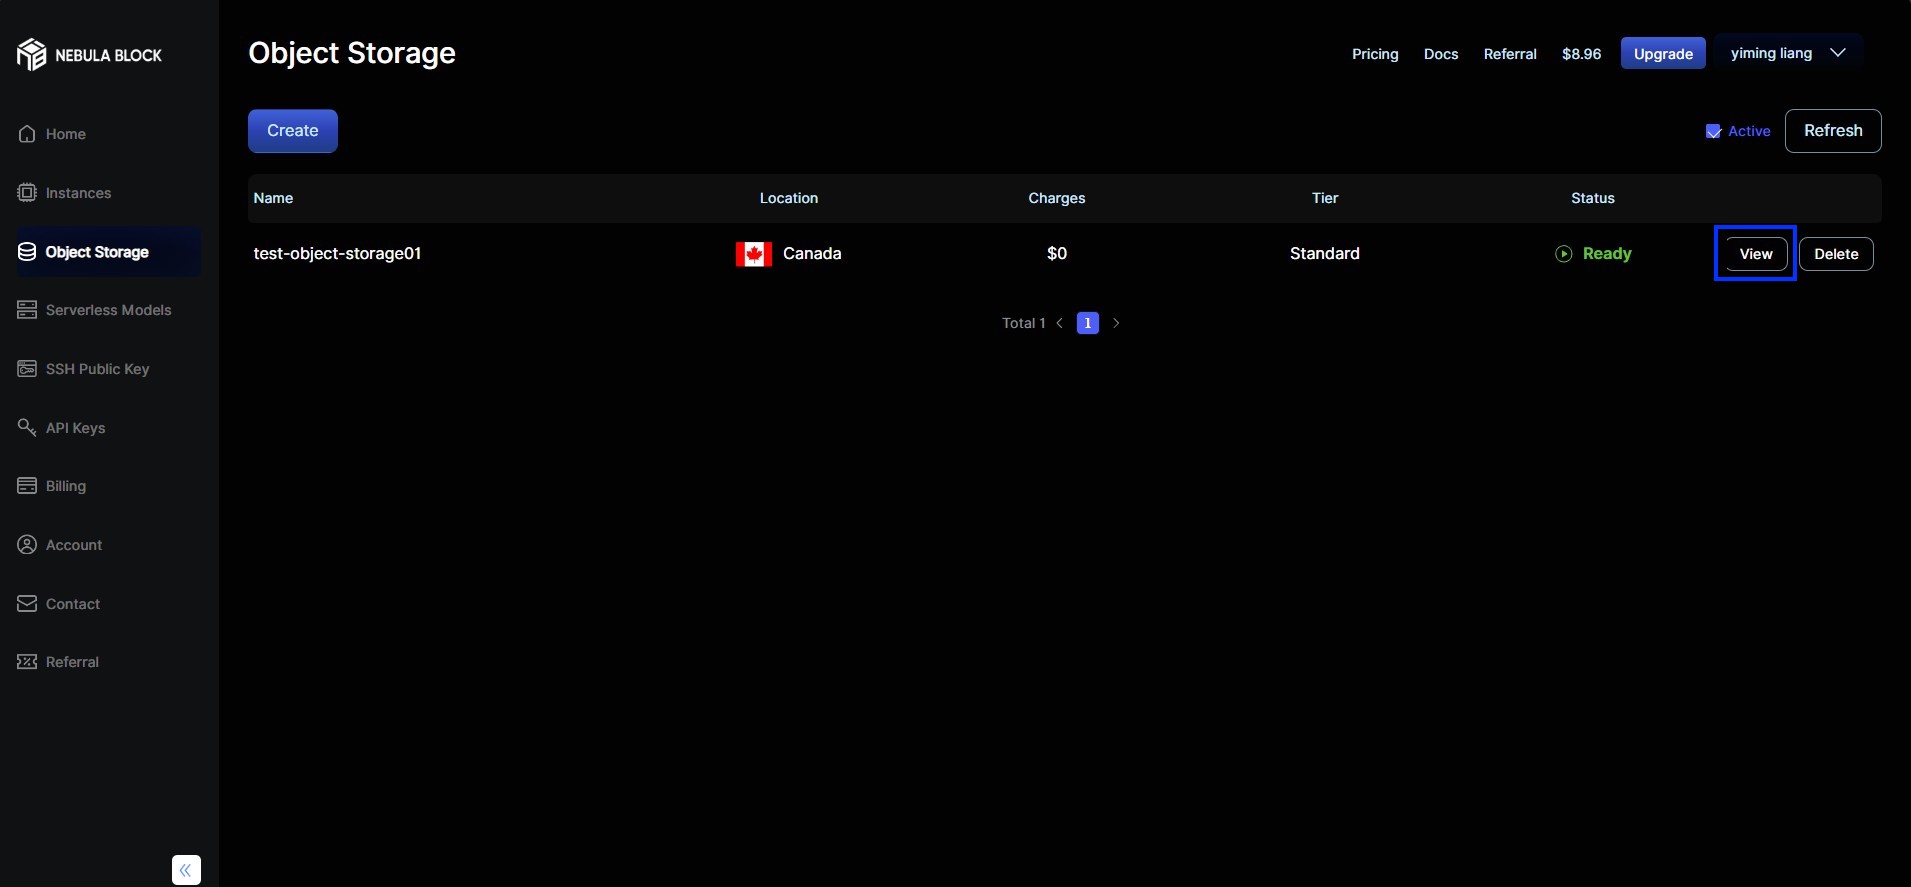 NEBULA BLOCK
Object Storage
Pricing Docs Referral $8.96 Upgrade yiming liang
Home
Instances
Object Storage
Serverless Models
SSH Public Key
API Keys
Billing
Account
Contact
Referral
Create
Active Refresh
Name Location Charges Tier Status
test-object-storage01 Canada $0 Standard Ready View Delete
Total 1 < 1 >